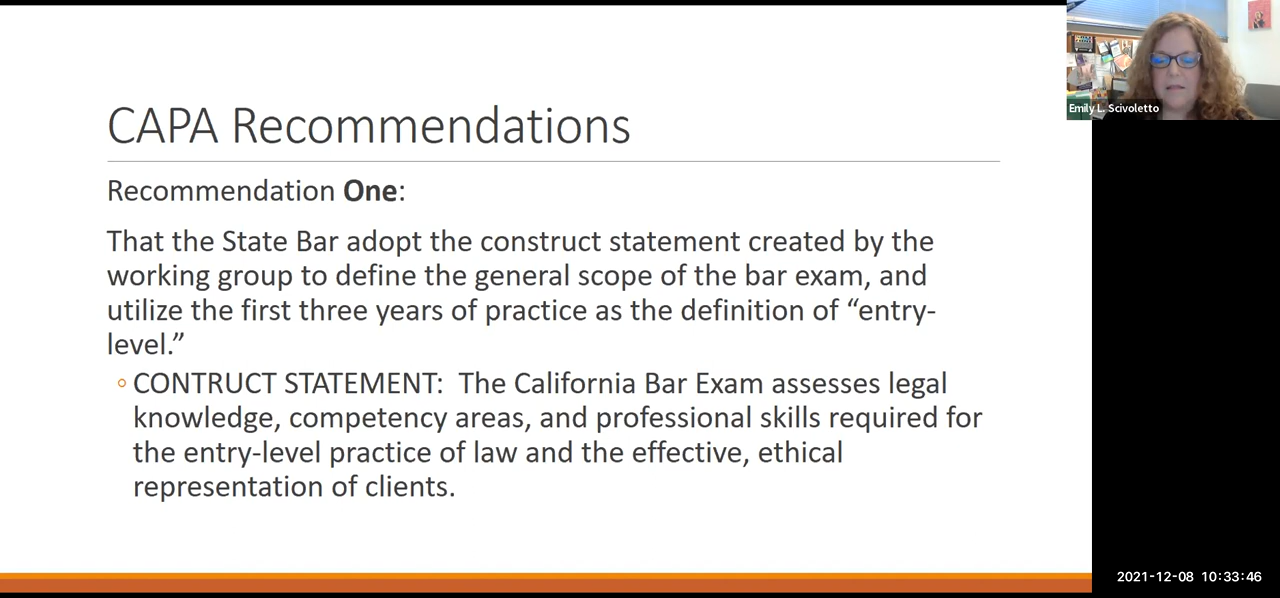 CAPA Recommendations
Recommendation One:
That the State Bar adopt the construct statement created by the
working group to define the general scope of the bar exam, and
utilize the first three years of practice as the definition of “entry-
level.”
◦ CONTRUCT STATEMENT:  The California Bar Exam assesses legal
knowledge, competency areas, and professional skills required for
the entry-level practice of law and the effective, ethical
representation of clients.
Emily L. Scivoletto
2021-12-08 10:33:46